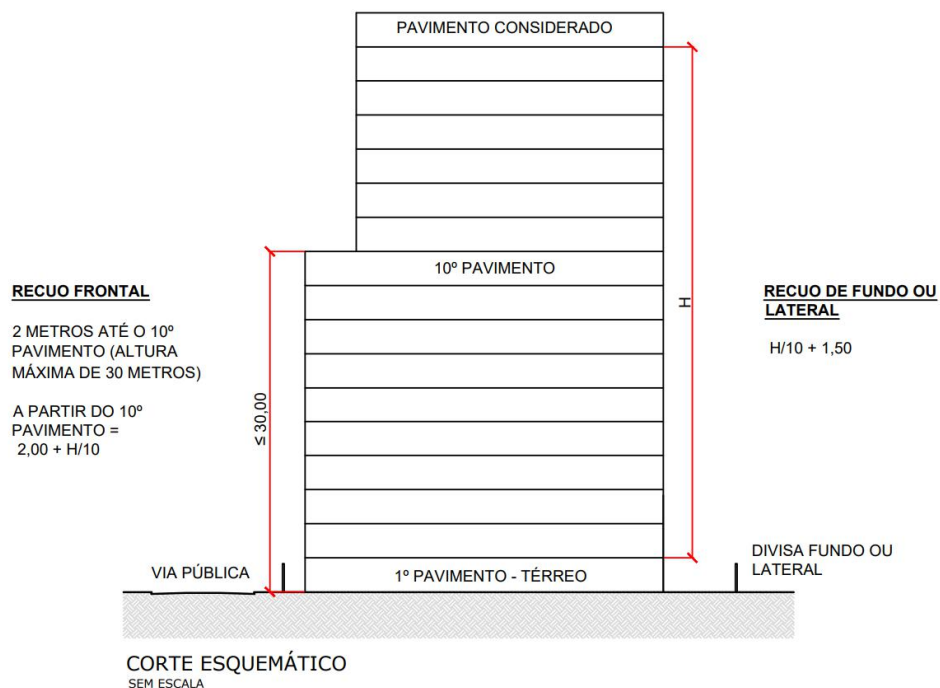 PAVIMENTO CONSIDERADO
10º PAVIMENTO
RECUO FRONTAL
2 METROS ATÉ O 10º
PAVIMENTO (ALTURA
MÁXIMA DE 30 METROS)
A PARTIR DO 10º
PAVIMENTO =
2,00 + H/10
≤ 30,00
H
RECUO DE FUNDO OU
LATERAL
H/10 + 1,50
VIA PÚBLICA
1º PAVIMENTO - TÉRREO
DIVISA FUNDO OU
LATERAL
CORTE ESQUEMÁTICO
SEM ESCALA